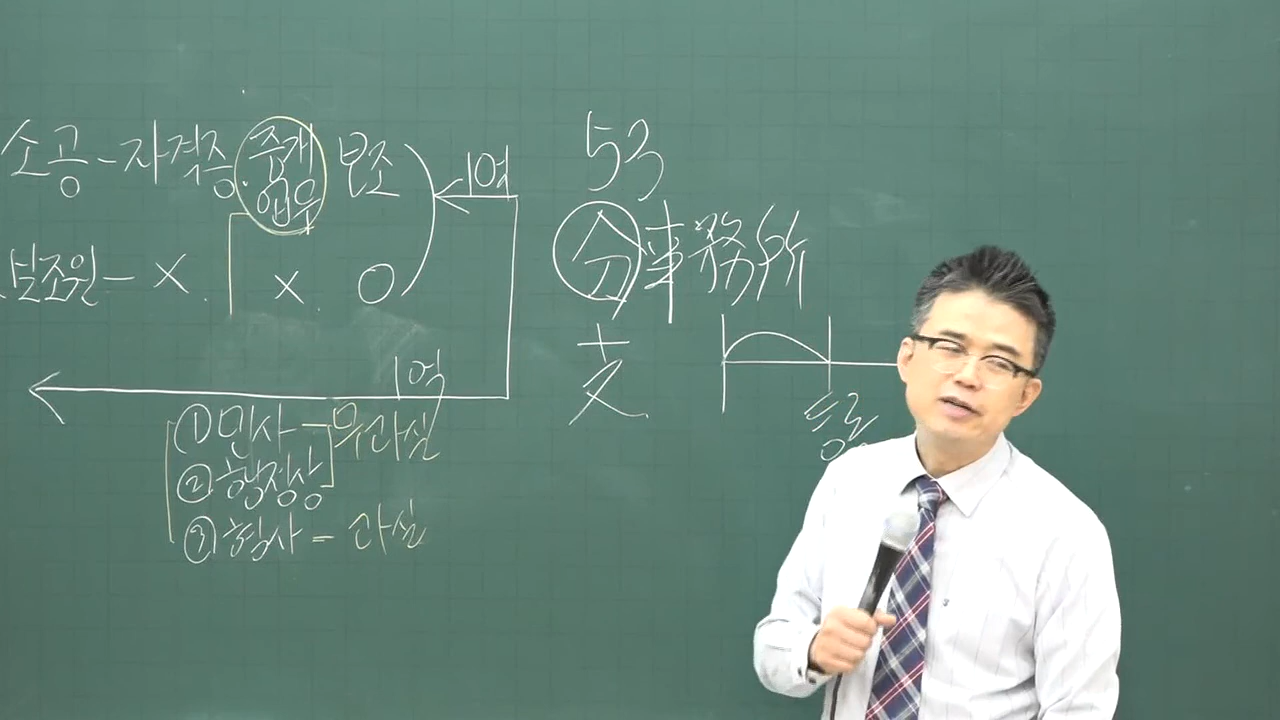 소공-자격증. 중개업무 보조 1억
보조원- X. X. O
1억
① 민사 - 무과실
② 행정상
③ 형사 - 과실
53
分事務所
十
등록